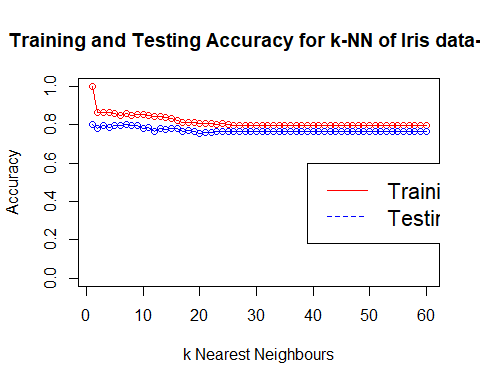 Training and Testing Accuracy for k-NN of Iris data-
Accuracy
1.0
0.8
0.6
0.4
0.2
0.0
Traini
Testin
0 10 20 30 40 50 60
k Nearest Neighbours